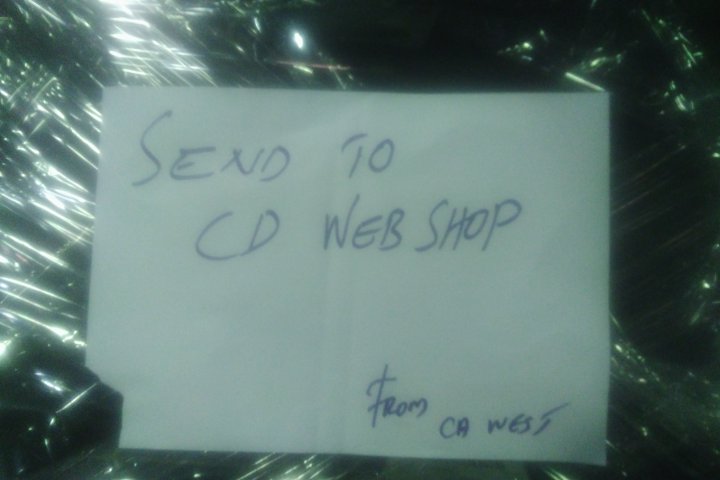 SEND TO
CD WEB SHOP
FROM
CA WEST